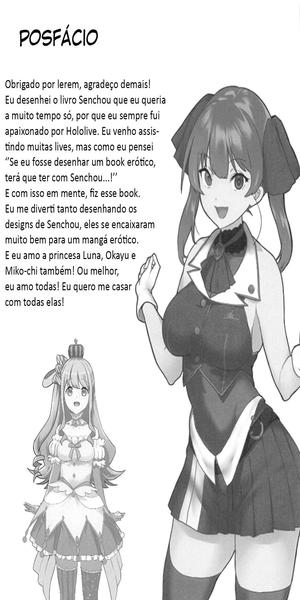 POSFÁCIO
Obrigado por lerem, agradeço demais!
Eu desenhei o livro Senchou que eu queria
a muito tempo só, por que eu sempre fui
apaixonado por Hololive. Eu venho assis-
tindo muitas lives, mas como eu pensei
‘’Se eu fosse desenhar um book erótico,
terá que ter com Senchou...!’’
E com isso em mente, fiz esse book.
Eu me diverti tanto desenhando os
designs de Senchou, eles se encaixaram
muito bem para um mangá erótico.
E eu amo a princesa Luna, Okayu e
Miko-chi também! Ou melhor,
eu amo todas! Eu quero me casar
com todas elas!